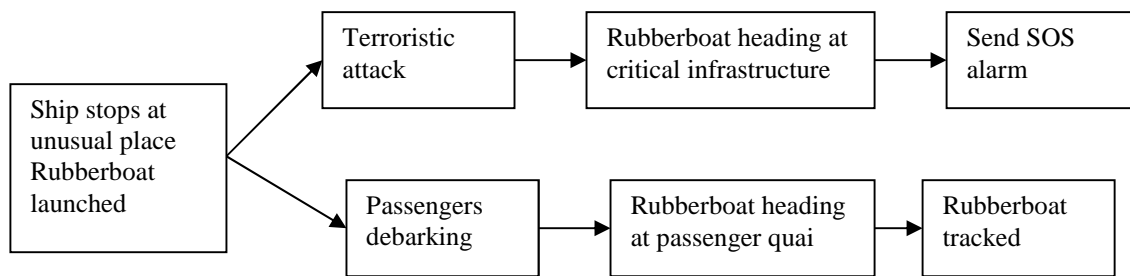 Ship stops at
unusual place
Rubberboat
launched
Terroristic
attack
Rubberboat heading at
critical infrastructure
Send SOS
alarm
Passengers
debarking
Rubberboat heading
at passenger quai
Rubberboat
tracked